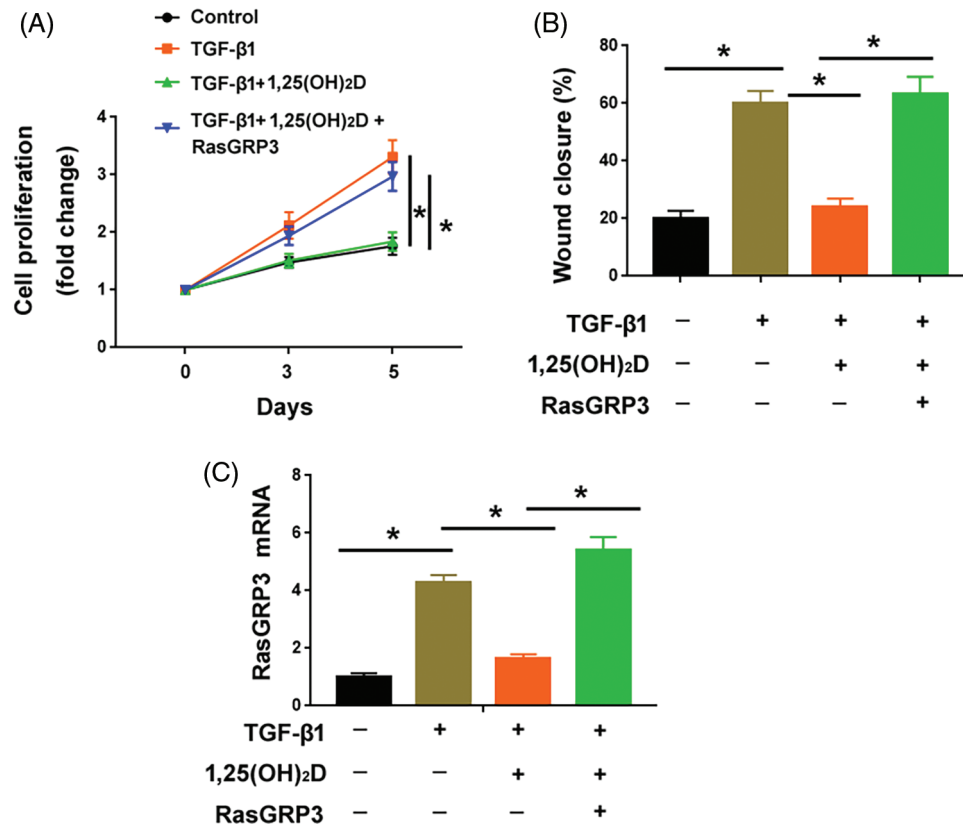 (A)
Control
TGF-β1
TGF-β1+1,25(OH)₂D
TGF-β1+1,25(OH)₂D +
RasGRP3
Cell proliferation
(fold change)
4
3
2
1
0
* *
0 3 5
Days
(B)
Wound closure (%)
80
60
40
20
0
* * *
TGF-β1 – + + +
1,25(OH)₂D – – + +
RasGRP3 – – – +
(C)
RasGRP3 mRNA
8
6
4
2
0
* * *
TGF-β1 – + + +
1,25(OH)₂D – – + +
RasGRP3 – – – +